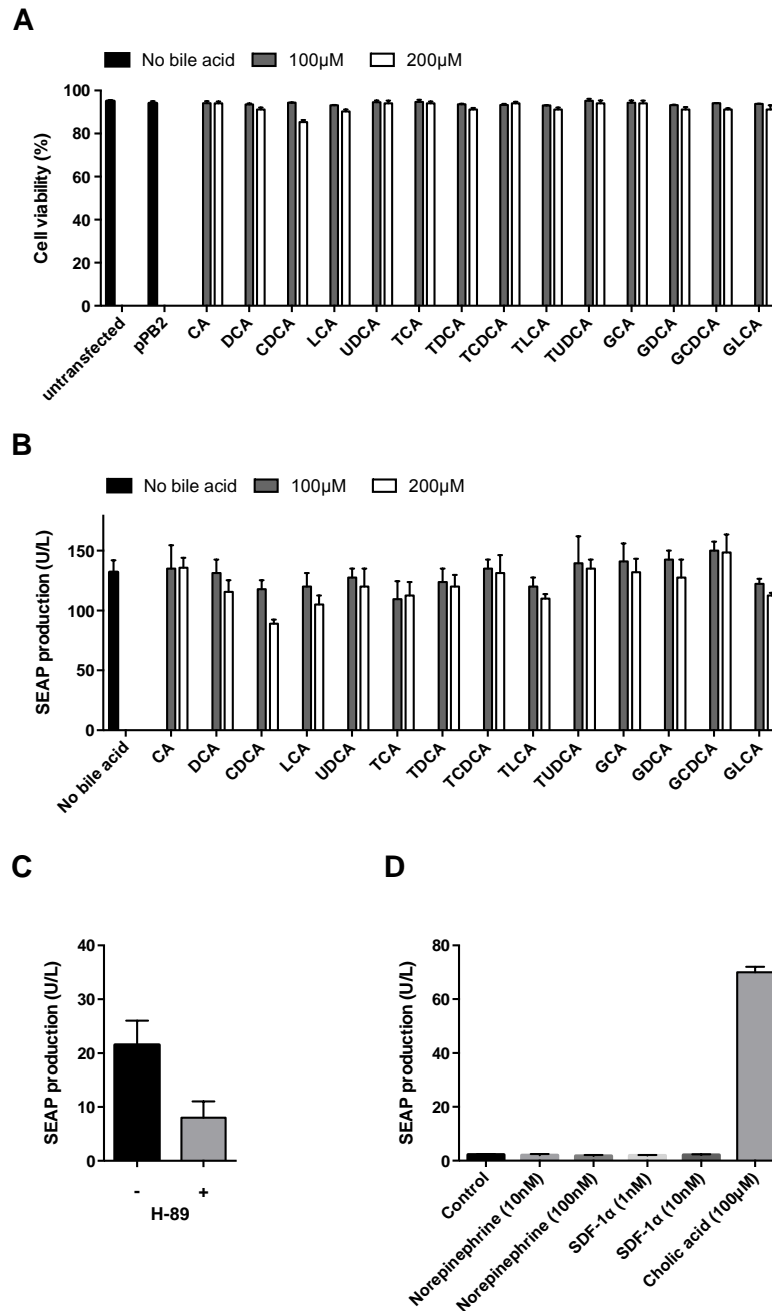 A
No bile acid 100µM 200µM
Cell viability (%)
100
80
60
40
20
0
untransfected
pPB2
CA
DCA
CDCA
LCA
UDCA
TCA
TDCA
TCDCA
TLCA
TUDCA
GCA
GDCA
GCDCA
GLCA
B
No bile acid 100µM 200µM
SEAP production (U/L)
150
100
50
0
No bile acid
CA
DCA
CDCA
LCA
UDCA
TCA
TDCA
TCDCA
TLCA
TUDCA
GCA
GDCA
GCDCA
GLCA
C
SEAP production (U/L)
40
30
20
10
0
- +
H-89
D
SEAP production (U/L)
80
60
40
20
0
Control
Norepinephrine (10nM)
Norepinephrine (100nM)
SDF-1α (1nM)
SDF-1α (10nM)
Cholic acid (100µM)